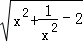 √(x² + 1/x² − 2)